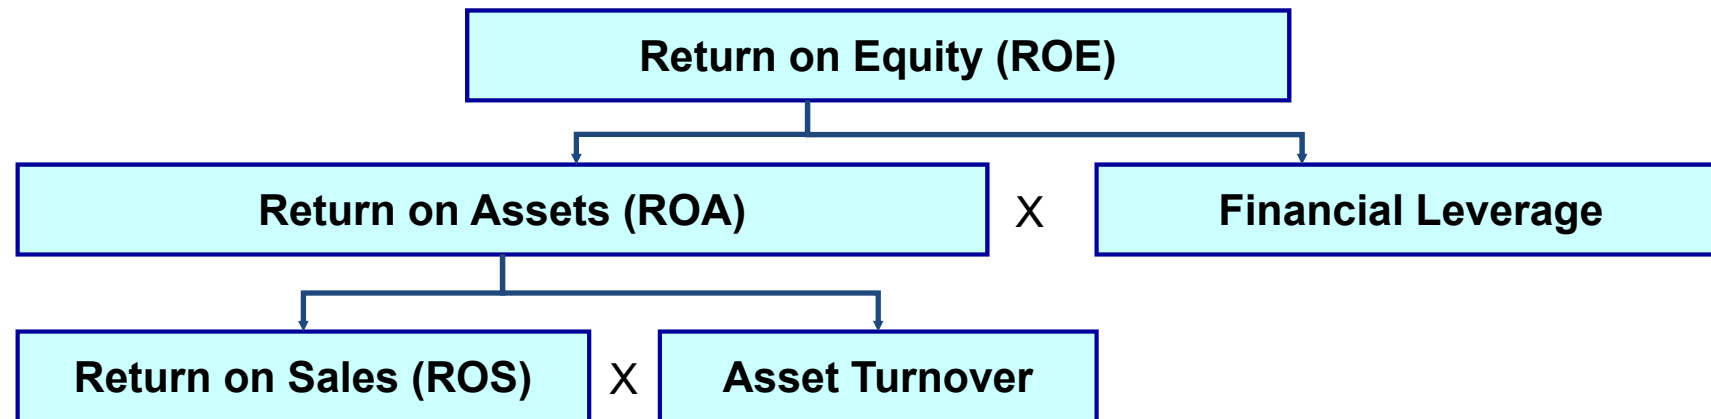 Return on Equity (ROE)
Return on Assets (ROA) X Financial Leverage
Return on Sales (ROS) X Asset Turnover